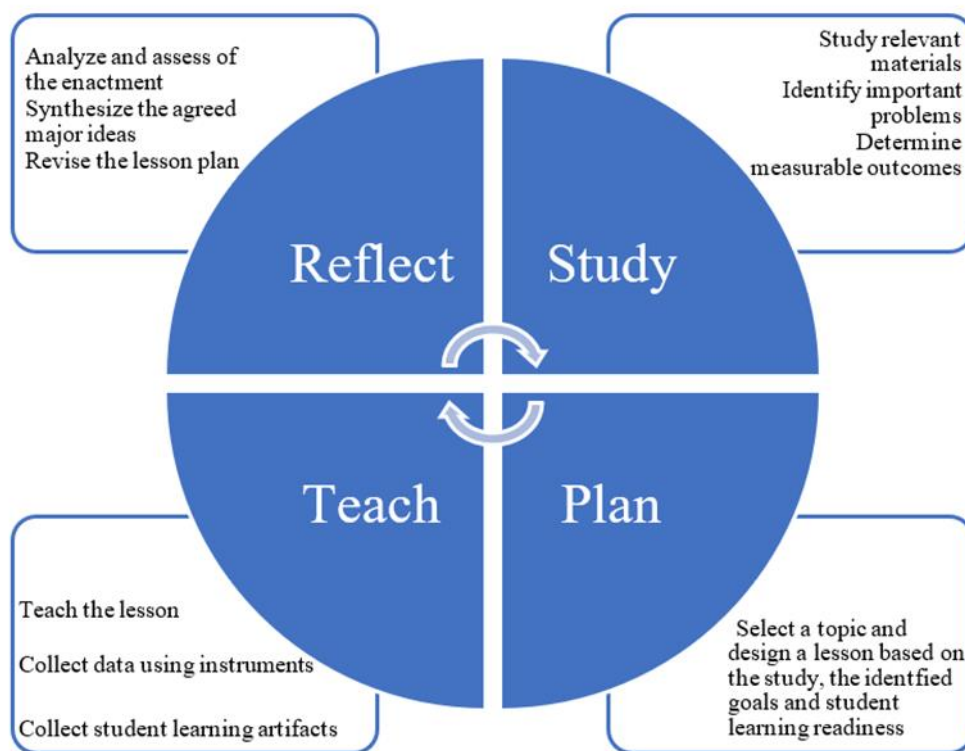 Analyze and assess of
the enactment
Synthesize the agreed
major ideas
Revise the lesson plan
Study relevant
materials
Identify important
problems
Determine
measurable outcomes
Reflect
Study
Teach
Plan
Teach the lesson
Collect data using instruments
Collect student learning artifacts
Select a topic and
design a lesson based on
the study, the identfied
goals and student
learning readiness